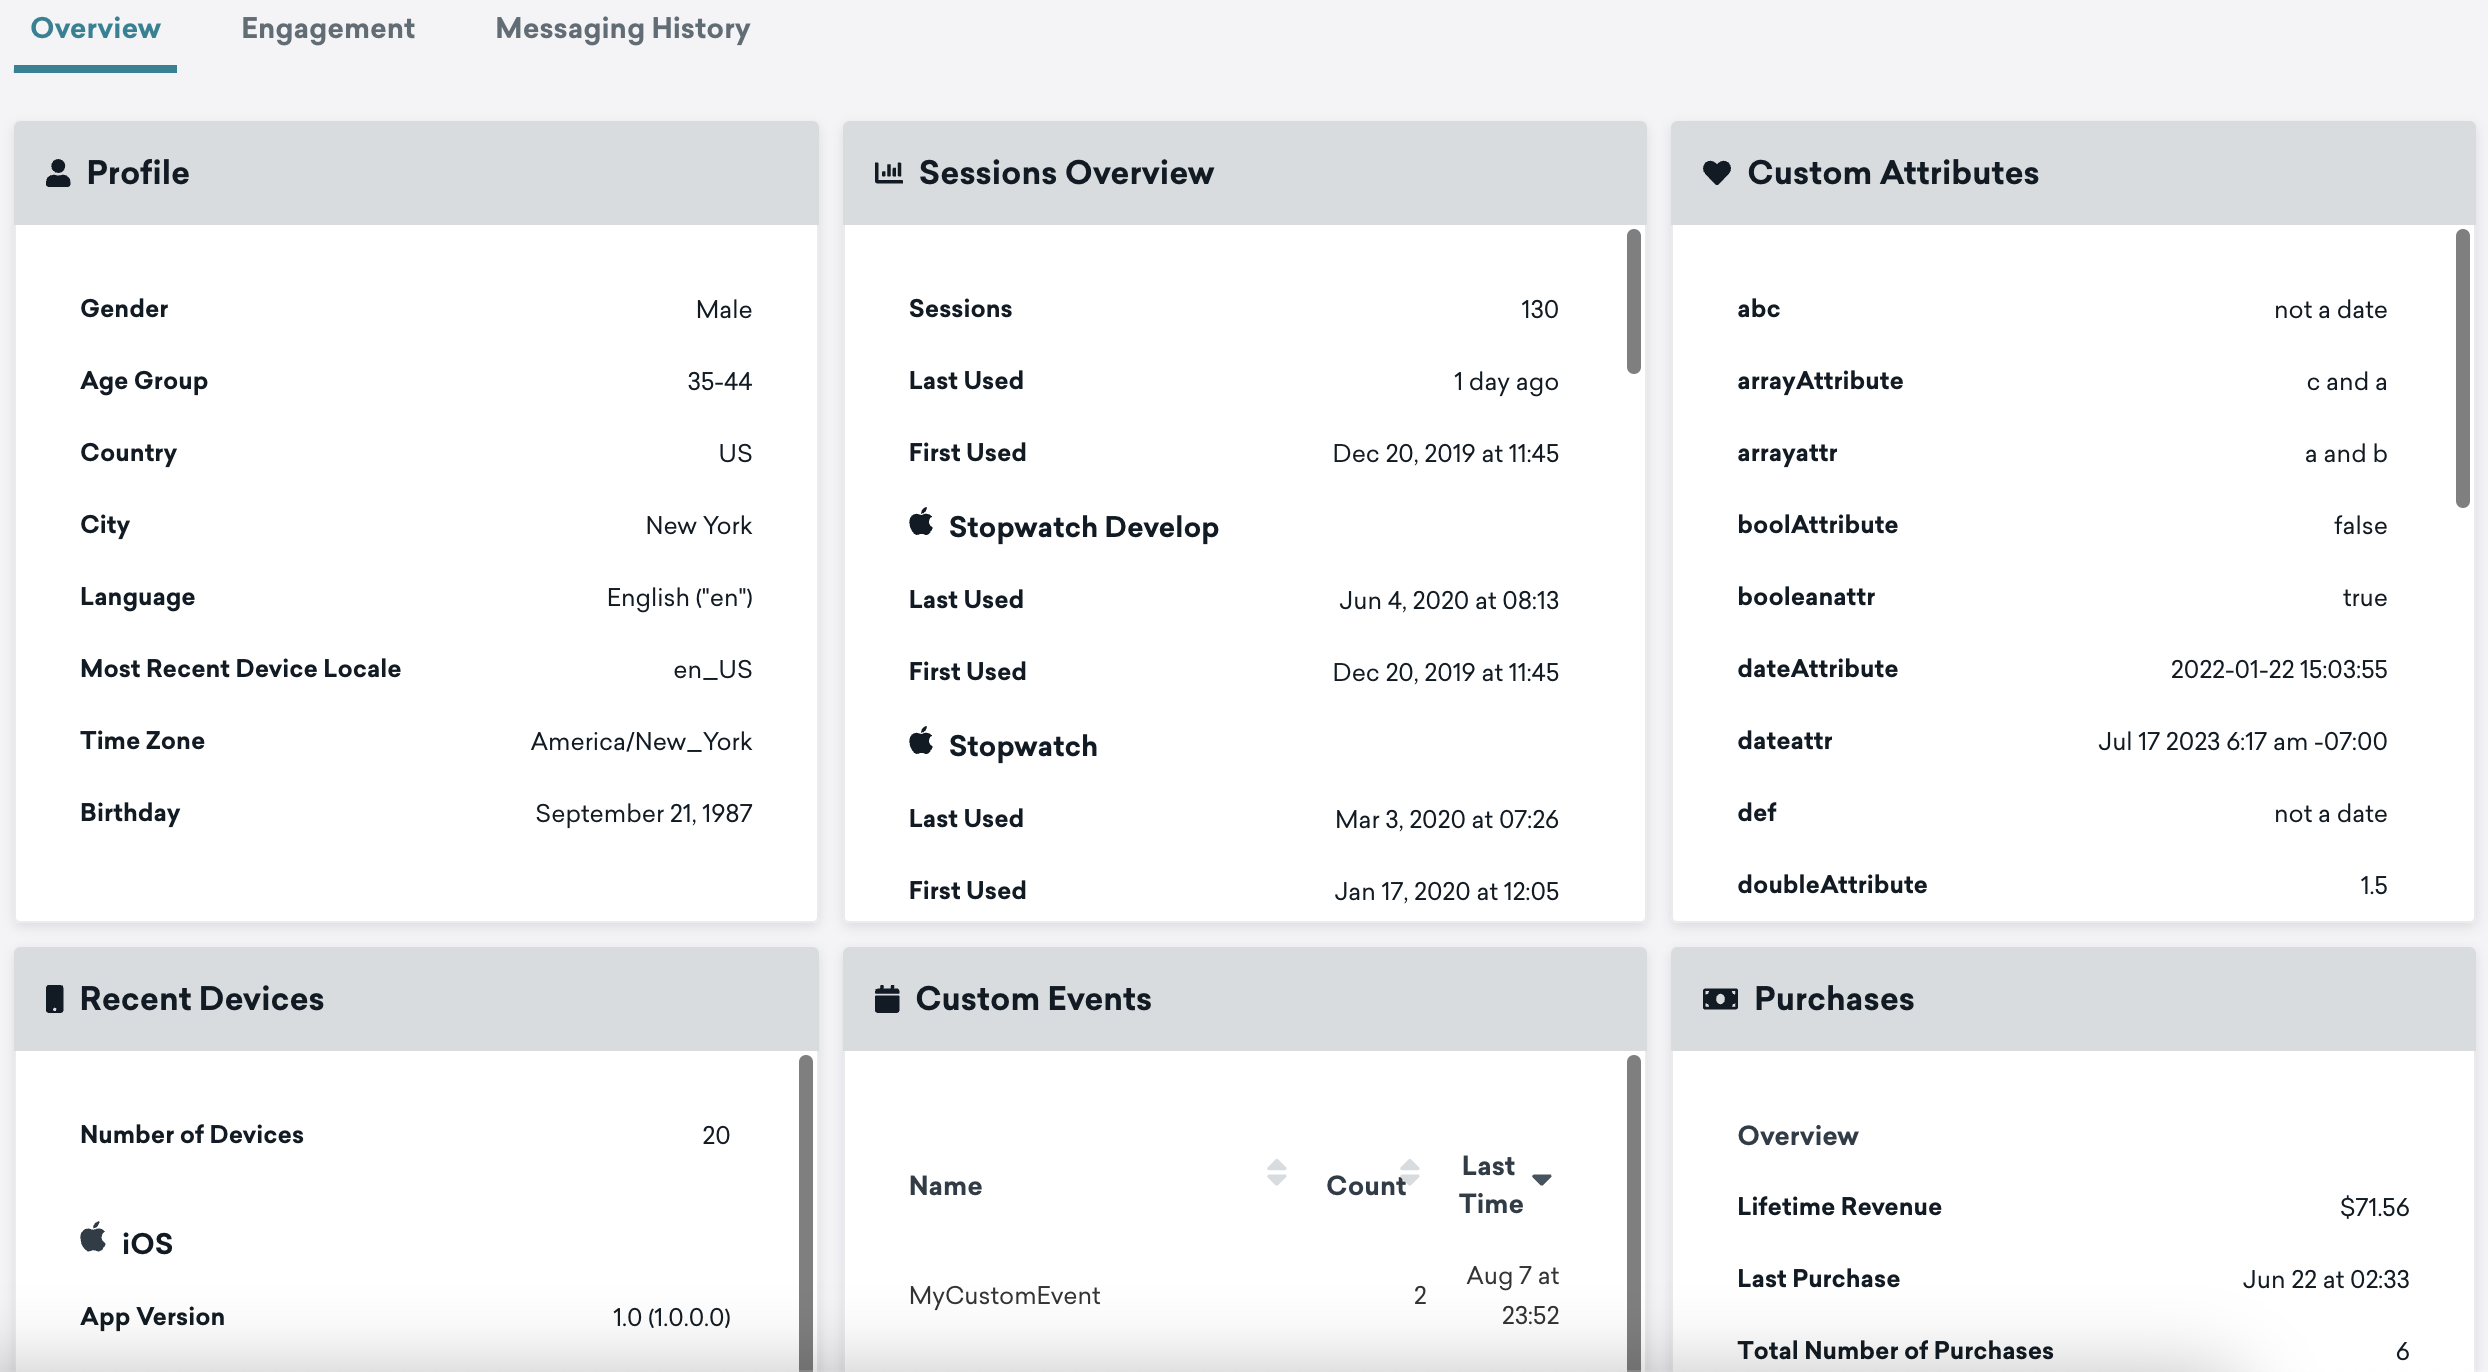 Overview Engagement Messaging History
Profile
Gender Male
Age Group 35-44
Country US
City New York
Language English ("en")
Most Recent Device Locale en_US
Time Zone America/New_York
Birthday September 21, 1987
Sessions Overview
Sessions 130
Last Used 1 day ago
First Used Dec 20, 2019 at 11:45
Stopwatch Develop
Last Used Jun 4, 2020 at 08:13
First Used Dec 20, 2019 at 11:45
Stopwatch
Last Used Mar 3, 2020 at 07:26
First Used Jan 17, 2020 at 12:05
Custom Attributes
abc not a date
arrayAttribute c and a
arrayattr a and b
boolAttribute false
booleanattr true
dateAttribute 2022-01-22 15:03:55
dateattr Jul 17 2023 6:17 am -07:00
def not a date
doubleAttribute 1.5
Recent Devices
Number of Devices 20
iOS
App Version 1.0 (1.0.0.0)
Custom Events
Name Count Last
Time
MyCustomEvent 2 Aug 7 at
23:52
Purchases
Overview
Lifetime Revenue $71.56
Last Purchase Jun 22 at 02:33
Total Number of Purchases 6